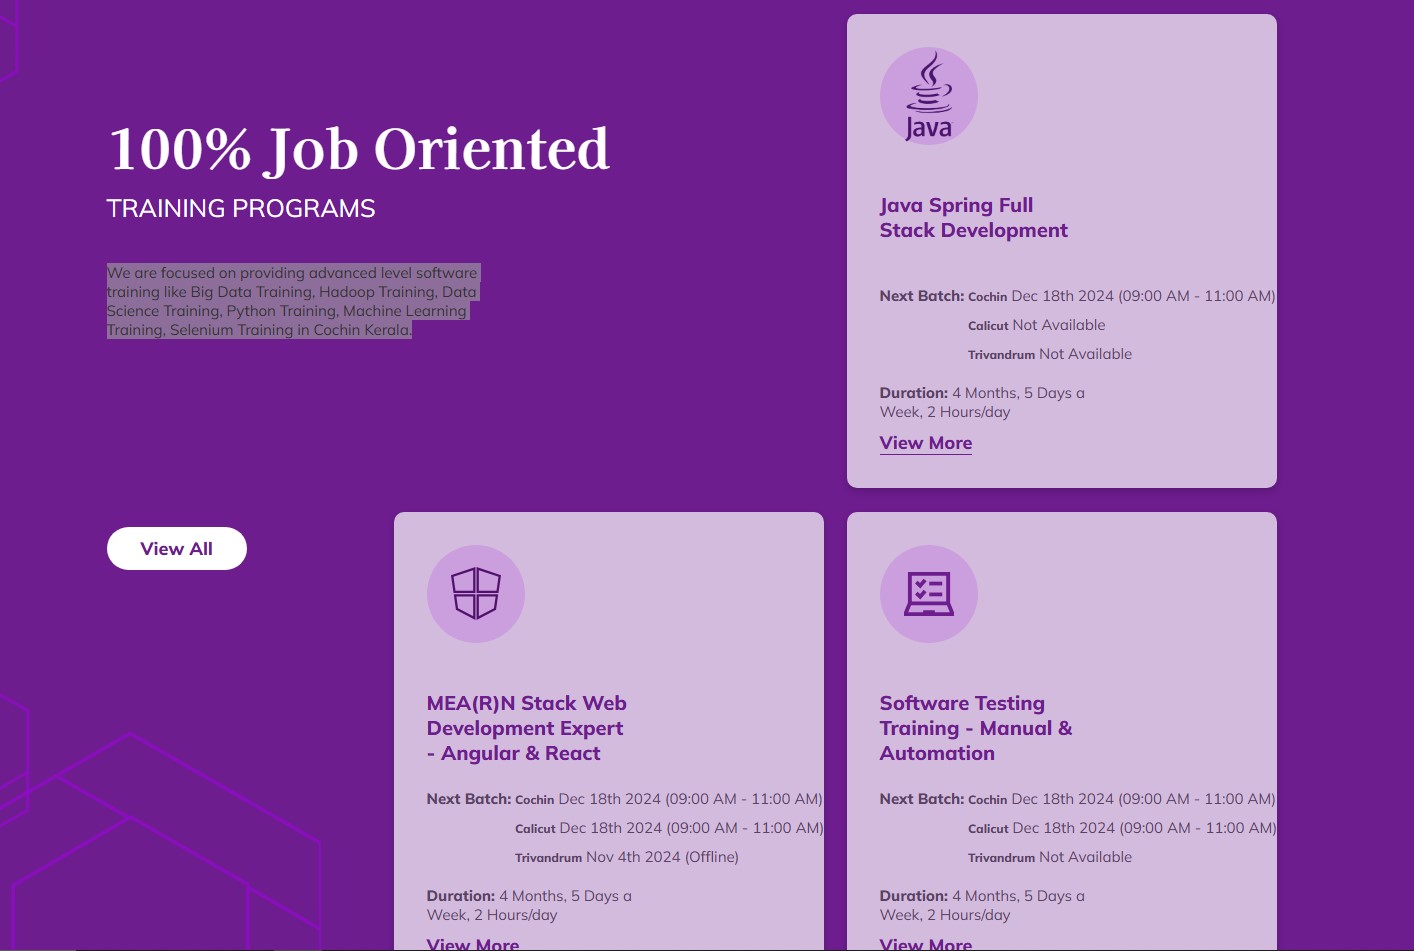 100% Job Oriented
TRAINING PROGRAMS
We are focused on providing advanced level software
training like Big Data Training, Hadoop Training, Data
Science Training, Python Training, Machine Learning
Training, Selenium Training in Cochin Kerala.
Java
Java Spring Full
Stack Development
Next Batch: Cochin Dec 18th 2024 (09:00 AM - 11:00 AM)
Calicut Not Available
Trivandrum Not Available
Duration: 4 Months, 5 Days a
Week, 2 Hours/day
View More
View All
MEA(R)N Stack Web
Development Expert
- Angular & React
Next Batch: Cochin Dec 18th 2024 (09:00 AM - 11:00 AM)
Calicut Dec 18th 2024 (09:00 AM - 11:00 AM)
Trivandrum Nov 4th 2024 (Offline)
Duration: 4 Months, 5 Days a
Week, 2 Hours/day
View More
Software Testing
Training - Manual &
Automation
Next Batch: Cochin Dec 18th 2024 (09:00 AM - 11:00 AM)
Calicut Dec 18th 2024 (09:00 AM - 11:00 AM)
Trivandrum Not Available
Duration: 4 Months, 5 Days a
Week, 2 Hours/day
View More